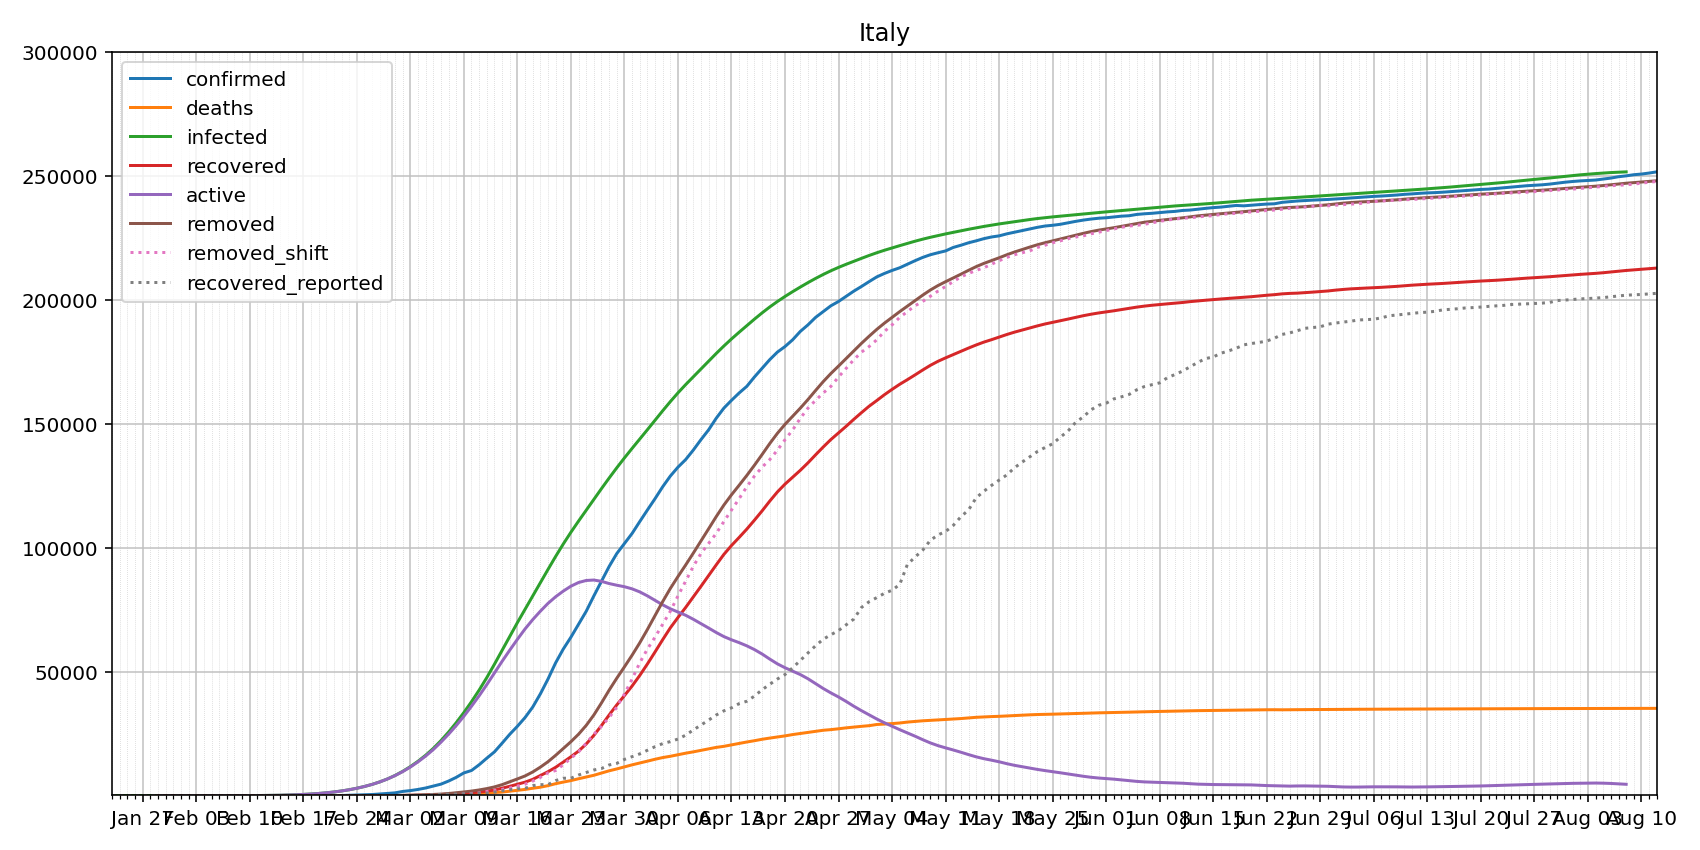 Italy
300000
250000
200000
150000
100000
50000
confirmed
deaths
infected
recovered
active
removed
removed_shift
recovered_reported
Jan 27 Feb 03 Feb 10 Feb 17 Feb 24 Mar 02 Mar 09 Mar 16 Mar 23 Mar 30 Apr 06 Apr 13 Apr 20 Apr 27 May 04 May 11 May 18 May 25 Jun 01 Jun 08 Jun 15 Jun 22 Jun 29 Jul 06 Jul 13 Jul 20 Jul 27 Aug 03 Aug 10